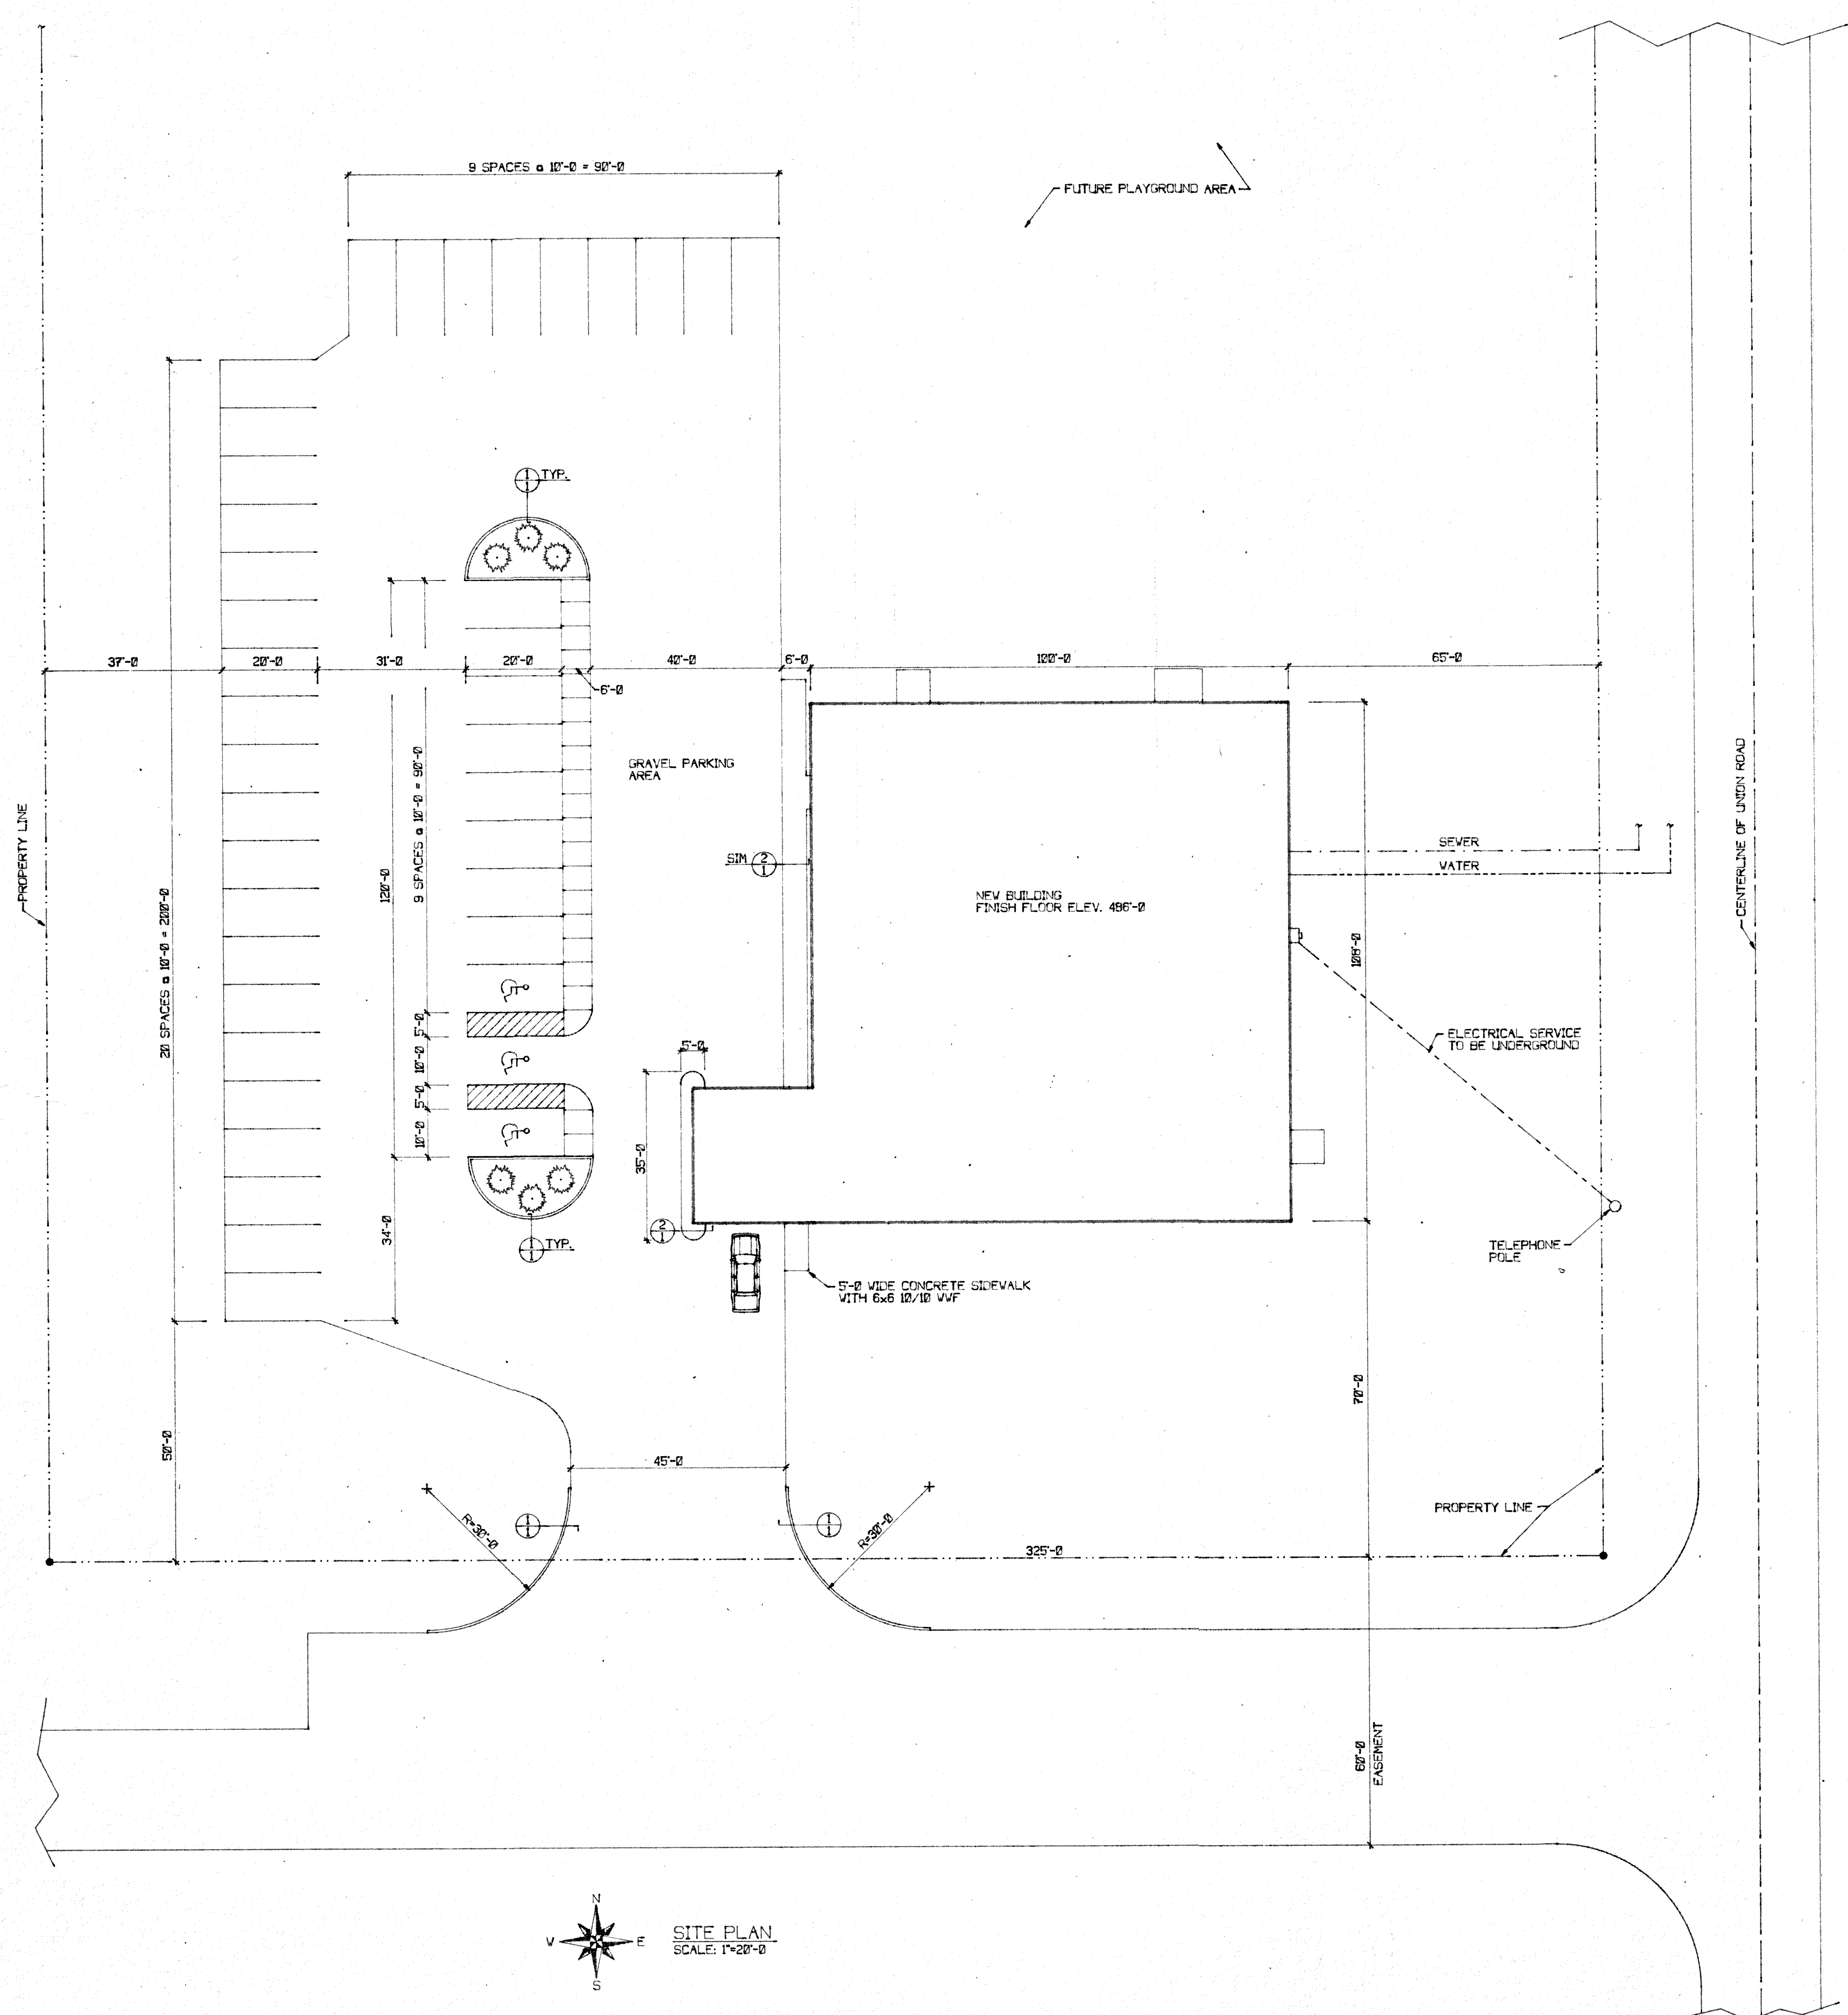 9 SPACES @ 10'-0 = 90'-0
FUTURE PLAYGROUND AREA
1
1
TYP.
37'-0
20'-0
31'-0
20'-0
6'-0
40'-0
6'-0
100'-0
65'-0
GRAVEL PARKING
AREA
PROPERTY LINE
20 SPACES @ 10'-0 = 200'-0
120'-0
9 SPACES @ 10'-0 = 90'-0
SIM
2
1
NEW BUILDING
FINISH FLOOR ELEV. 486'-0
SEWER
WATER
CENTERLINE OF UNION ROAD
108'-0
5'-0
10'-0
5'-0
10'-0
5'-0
35'-0
ELECTRICAL SERVICE
TO BE UNDERGROUND
34'-0
1
1
TYP.
2
1
TELEPHONE
POLE
5'-0 WIDE CONCRETE SIDEWALK
WITH 6x6 10/10 WWF
50'-0
70'-0
45'-0
R=30'-0
1
1
1
1
R=30'-0
PROPERTY LINE
325'-0
60'-0
EASEMENT
N
W
E
S
SITE PLAN
SCALE: 1"=20'-0